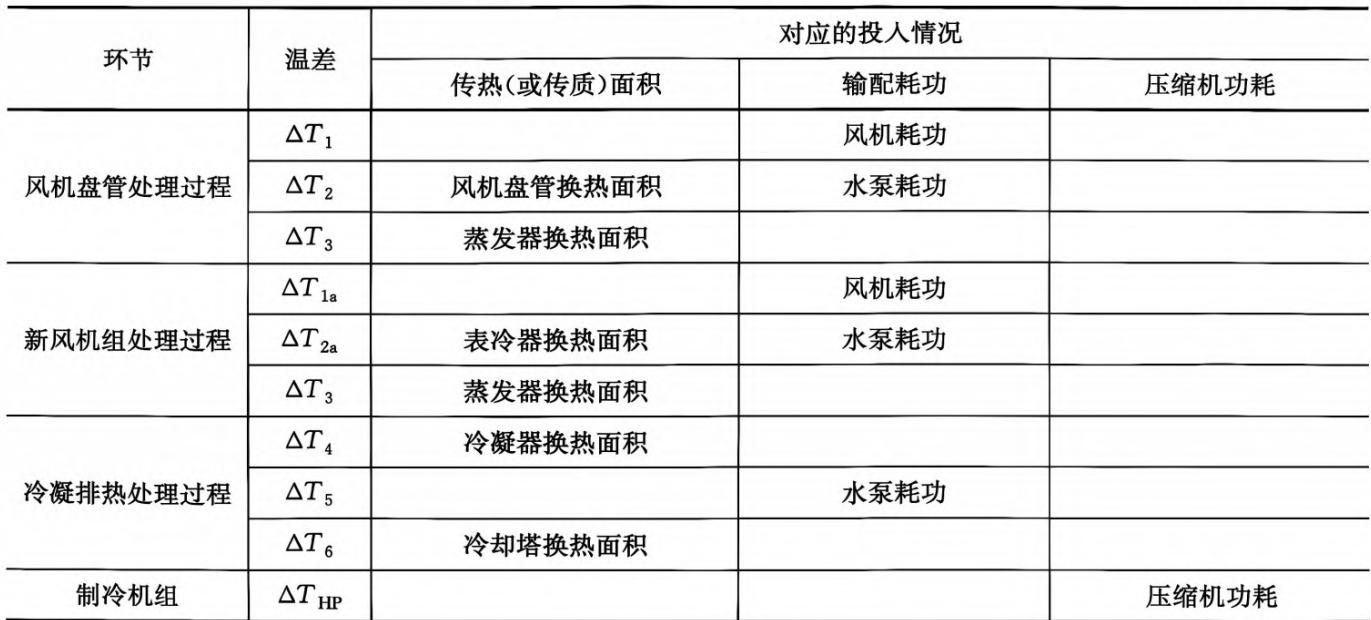 环节 温差 对应的投入情况
传热(或传质)面积 输配耗功 压缩机功耗
风机盘管处理过程 ΔT₁ 风机耗功
ΔT₂ 风机盘管换热面积 水泵耗功
ΔT₃ 蒸发器换热面积
新风机组处理过程 ΔT₁ₐ 风机耗功
ΔT₂ₐ 表冷器换热面积 水泵耗功
ΔT₃ 蒸发器换热面积
冷凝排热处理过程 ΔT₄ 冷凝器换热面积
ΔT₅ 水泵耗功
ΔT₆ 冷却塔换热面积
制冷机组 ΔT_HP 压缩机功耗